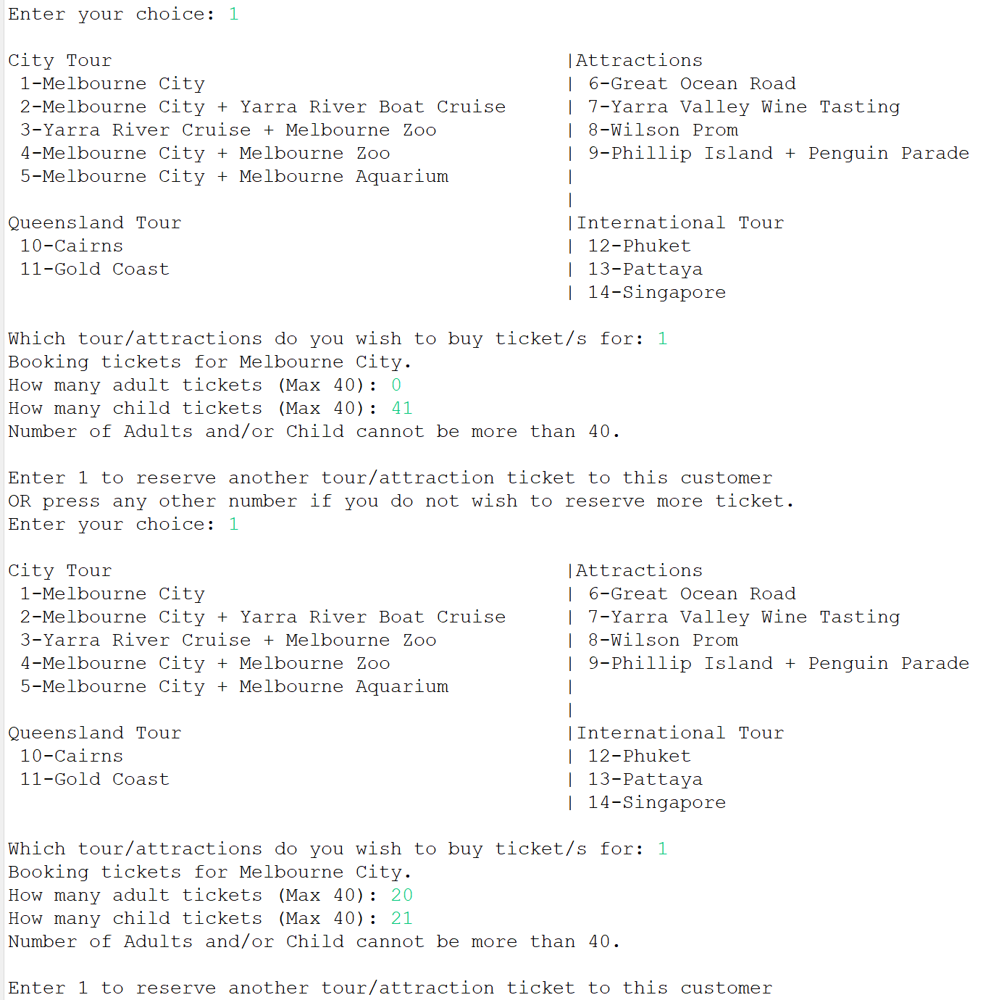 Enter your choice: 1
City Tour                                       |Attractions
 1-Melbourne City                               | 6-Great Ocean Road
 2-Melbourne City + Yarra River Boat Cruise     | 7-Yarra Valley Wine Tasting
 3-Yarra River Cruise + Melbourne Zoo           | 8-Wilson Prom
 4-Melbourne City + Melbourne Zoo               | 9-Phillip Island + Penguin Parade
 5-Melbourne City + Melbourne Aquarium          |
                                                |
Queensland Tour                                 |International Tour
 10-Cairns                                      | 12-Phuket
 11-Gold Coast                                  | 13-Pattaya
                                                | 14-Singapore
Which tour/attractions do you wish to buy ticket/s for: 1
Booking tickets for Melbourne City.
How many adult tickets (Max 40): 0
How many child tickets (Max 40): 41
Number of Adults and/or Child cannot be more than 40.
Enter 1 to reserve another tour/attraction ticket to this customer
OR press any other number if you do not wish to reserve more ticket.
Enter your choice: 1
City Tour                                       |Attractions
 1-Melbourne City                               | 6-Great Ocean Road
 2-Melbourne City + Yarra River Boat Cruise     | 7-Yarra Valley Wine Tasting
 3-Yarra River Cruise + Melbourne Zoo           | 8-Wilson Prom
 4-Melbourne City + Melbourne Zoo               | 9-Phillip Island + Penguin Parade
 5-Melbourne City + Melbourne Aquarium          |
                                                |
Queensland Tour                                 |International Tour
 10-Cairns                                      | 12-Phuket
 11-Gold Coast                                  | 13-Pattaya
                                                | 14-Singapore
Which tour/attractions do you wish to buy ticket/s for: 1
Booking tickets for Melbourne City.
How many adult tickets (Max 40): 20
How many child tickets (Max 40): 21
Number of Adults and/or Child cannot be more than 40.
Enter 1 to reserve another tour/attraction ticket to this customer